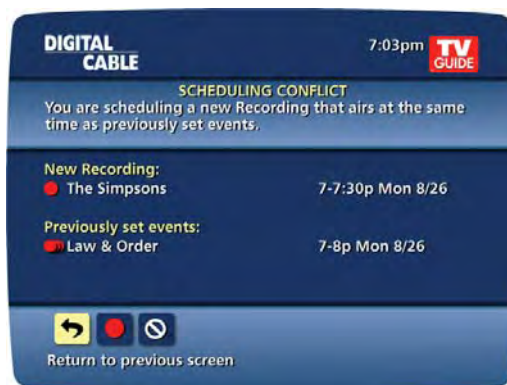 DIGITAL
CABLE
7:03pm
TV
GUIDE
SCHEDULING CONFLICT
You are scheduling a new Recording that airs at the same
time as previously set events.
New Recording:
The Simpsons 7-7:30p Mon 8/26
Previously set events:
Law & Order 7-8p Mon 8/26
Return to previous screen